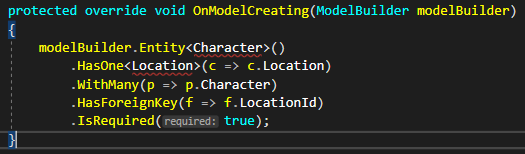 protected override void OnModelCreating(ModelBuilder modelBuilder)
{
    modelBuilder.Entity<Character>()
        .HasOne<Location>(c => c.Location)
        .WithMany(p => p.Character)
        .HasForeignKey(f => f.LocationId)
        .IsRequired(required: true);
}